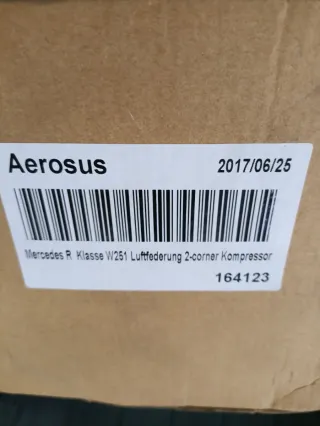 Aerosus 2017/06/25
Mercedes R Klasse W251 Luftfederung 2-corner Kompressor
164123